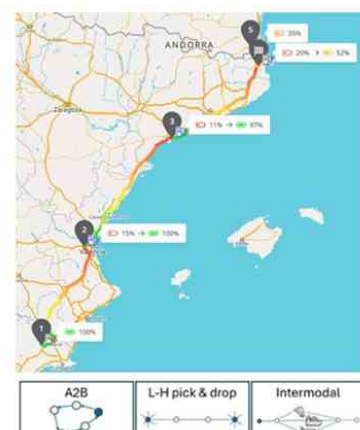 5
35%
ANDORRA
20% → 52%
Zaragoza
3
11% → 97%
2
15% → 100%
1
100%
A2B
L-H pick & drop
Intermodal